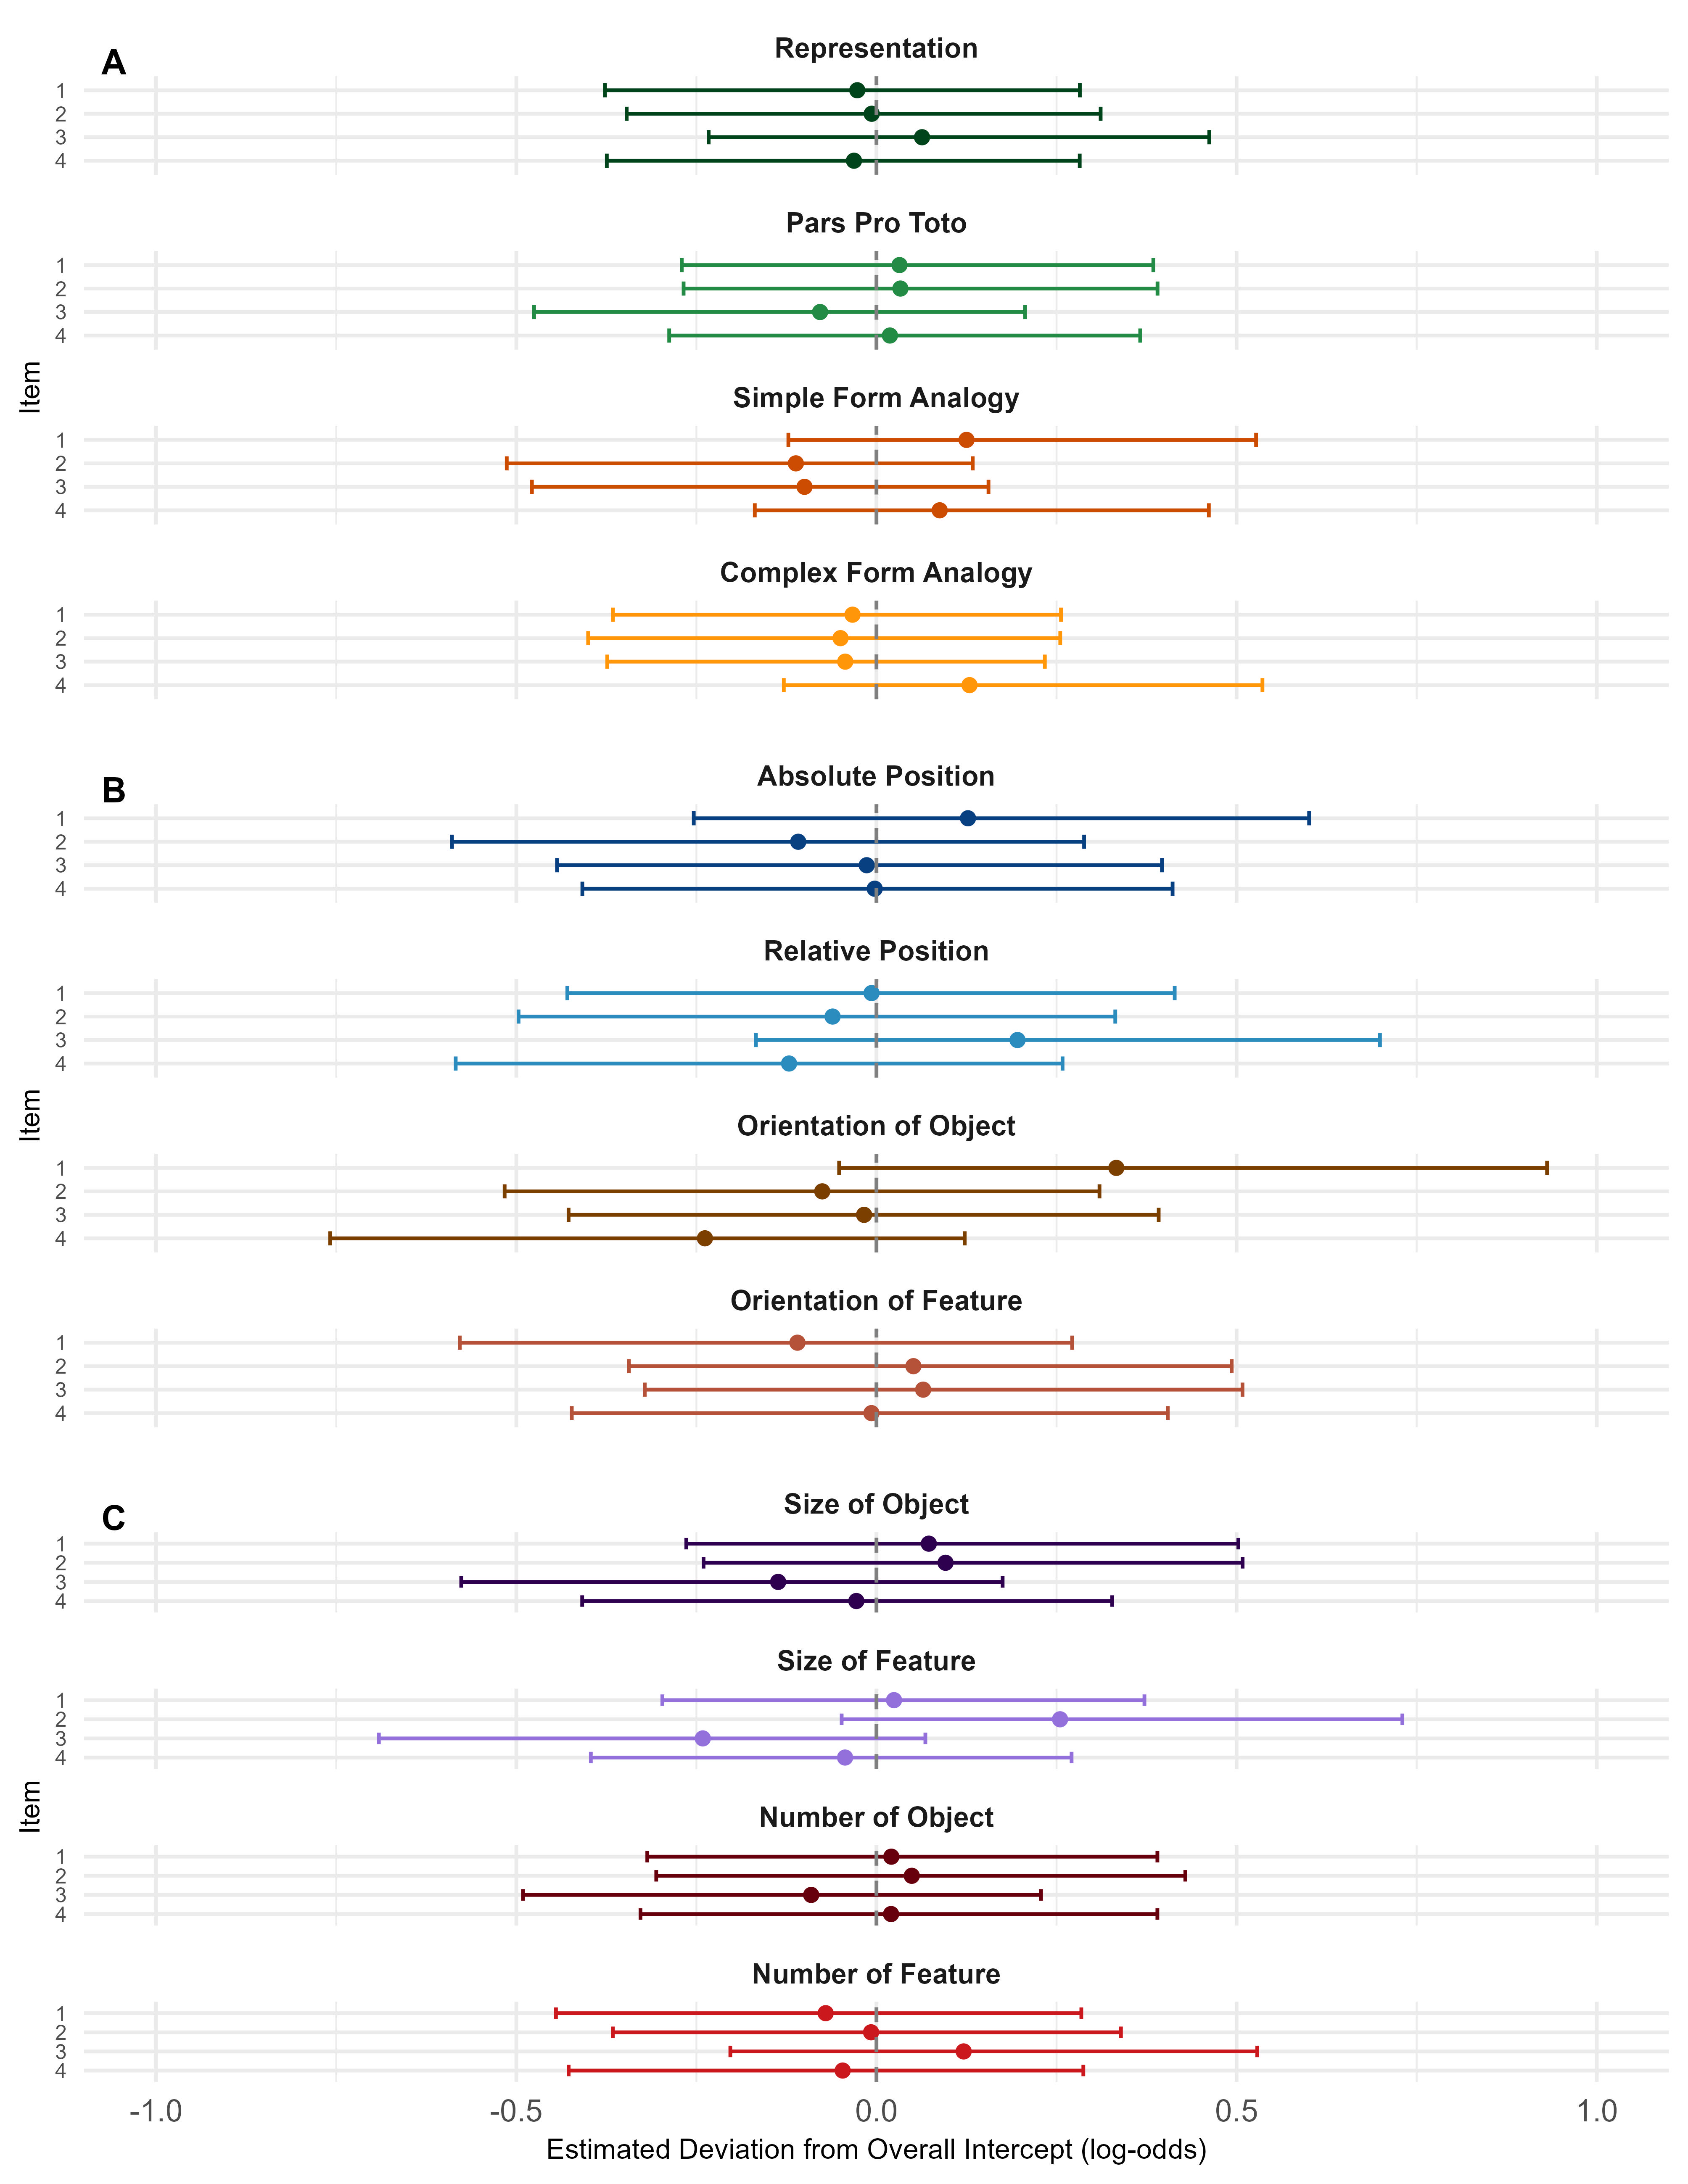 A
Representation
1
2
3
4
Pars Pro Toto
1
2
3
4
Item
Simple Form Analogy
1
2
3
4
Complex Form Analogy
1
2
3
4
B
Absolute Position
1
2
3
4
Relative Position
1
2
3
4
Item
Orientation of Object
1
2
3
4
Orientation of Feature
1
2
3
4
C
Size of Object
1
2
3
4
Size of Feature
1
2
3
4
Item
Number of Object
1
2
3
4
Number of Feature
1
2
3
4
-1.0 -0.5 0.0 0.5 1.0
Estimated Deviation from Overall Intercept (log-odds)